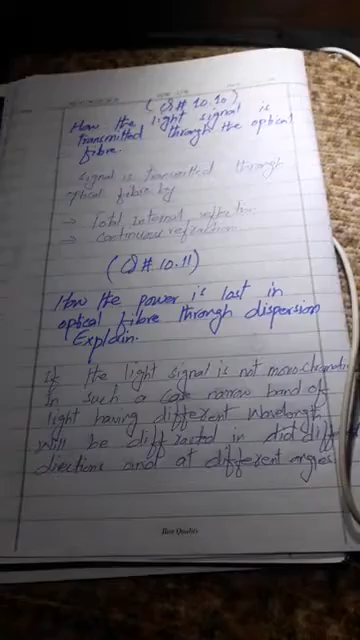 (Q# 10.10)
How the light signal is
transmitted through the optical
fibre.
Signal is transmitted through
optical fibre by
→ Total internal reflection
→ Continuous refraction
(Q# 10.11)
How the power is lost in
optical fibre through dispersion
Explain.
If the light signal is not monochromatic
In such a case narrow band of
light having different wavelength
will be diffracted in
directions and at different angles
Best Quality